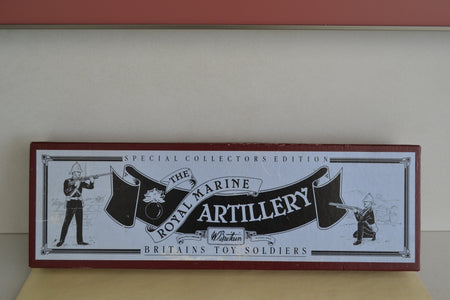 SPECIAL COLLECTORS EDITION
THE
ROYAL MARINE
ARTILLERY
W. Britain
BRITAINS TOY SOLDIERS